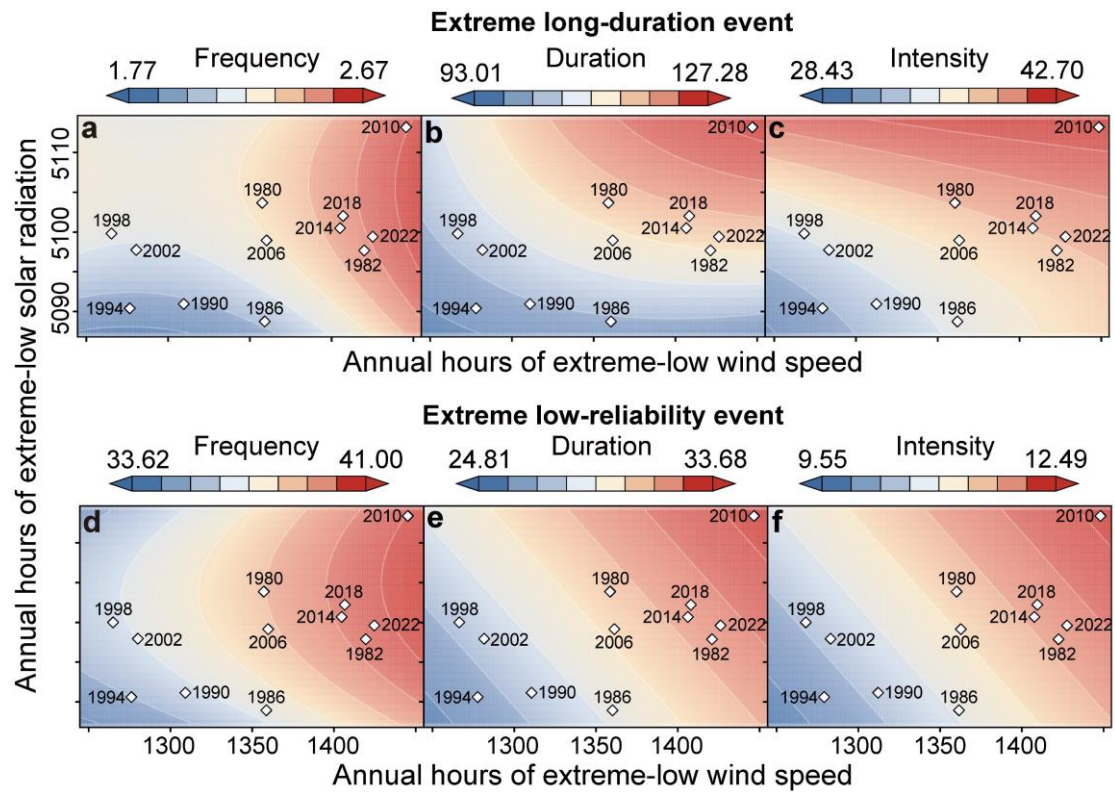 Extreme long-duration event
Frequency Duration Intensity
1.77 2.67 93.01 127.28 28.43 42.70
Annual hours of extreme-low solar radiation
a b c
5110
5100
5090
2010 2010 2010
1980 1980 1980
2018 2018 2018
1998 1998 1998
2014 2014 2014
2022 2022 2022
2002 2002 2002
2006 2006 2006
1982 1982 1982
1994 1990 1994 1990 1994 1990
1986 1986 1986
Annual hours of extreme-low wind speed
Extreme low-reliability event
Frequency Duration Intensity
33.62 41.00 24.81 33.68 9.55 12.49
d e f
2010 2010 2010
1980 1980 1980
2018 2018 2018
1998 1998 1998
2014 2014 2014
2022 2022 2022
2002 2002 2002
2006 2006 2006
1982 1982 1982
1994 1990 1994 1990 1994 1990
1986 1986 1986
1300 1400 1300 1400 1300 1400
Annual hours of extreme-low wind speed